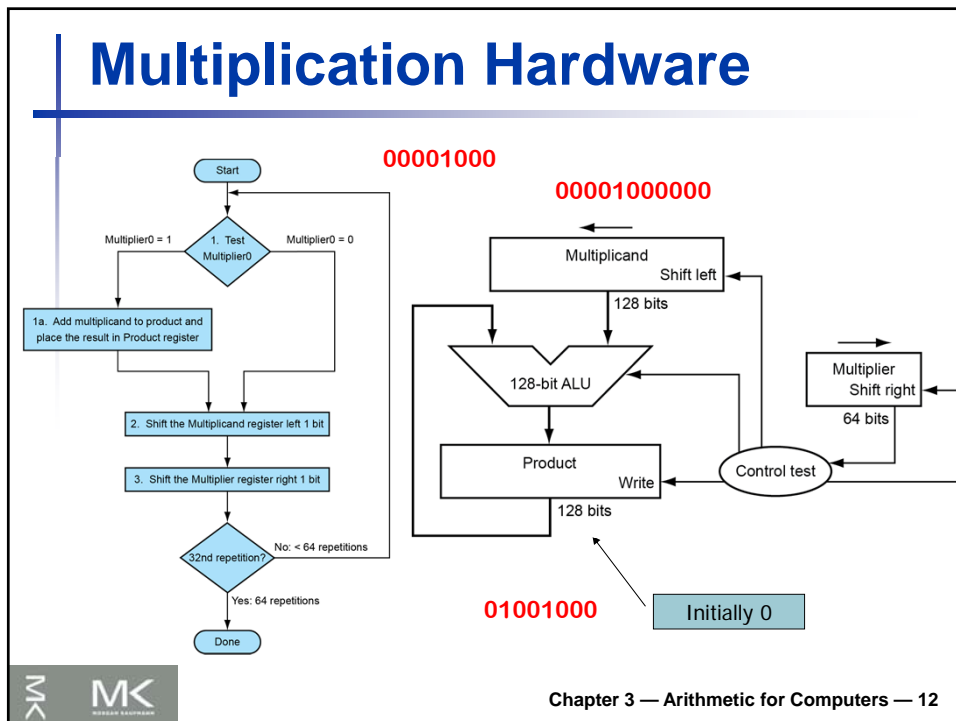 Multiplication Hardware
00001000
00001000000
Start
Multiplier0 = 1
1. Test
Multiplier0
Multiplier0 = 0
1a. Add multiplicand to product and
place the result in Product register
2. Shift the Multiplicand register left 1 bit
3. Shift the Multiplier register right 1 bit
32nd repetition?
No: < 64 repetitions
Yes: 64 repetitions
Done
Multiplicand
Shift left
128 bits
128-bit ALU
Multiplier
Shift right
64 bits
Product
Write
Control test
128 bits
01001000
Initially 0
MK
MK
MORGAN KAUFMANN
Chapter 3 — Arithmetic for Computers — 12